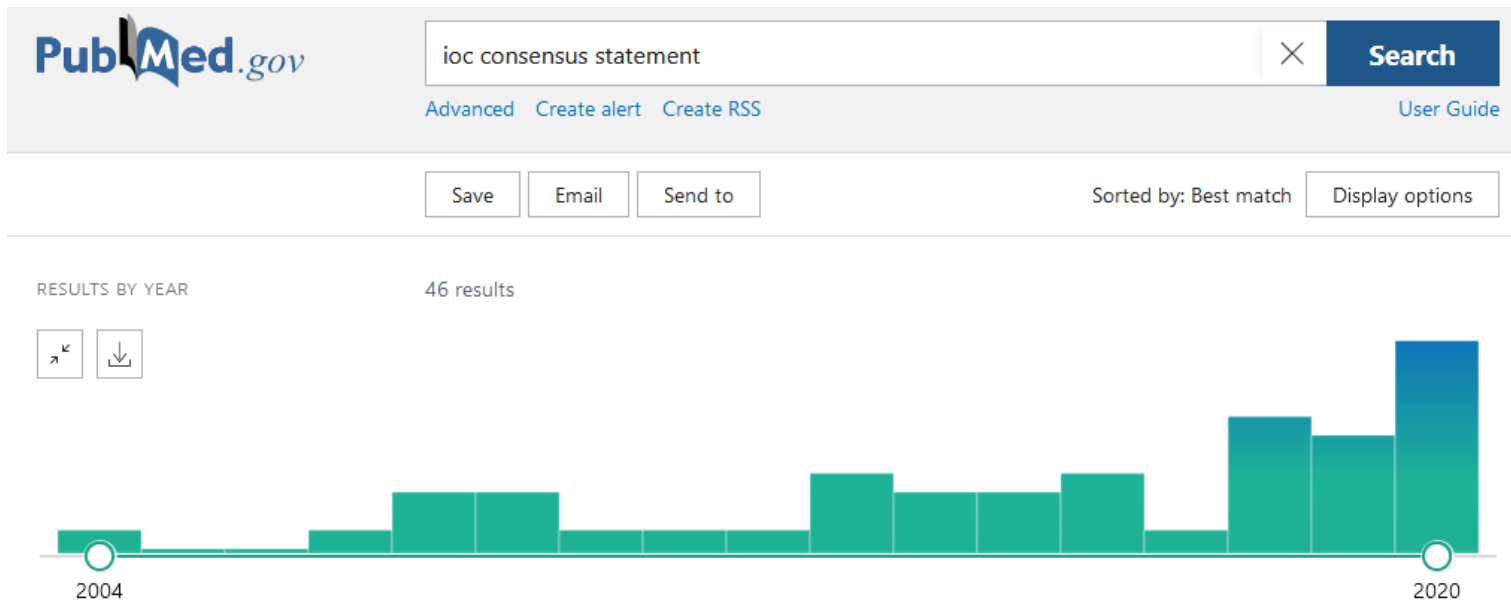 PubMed.gov
ioc consensus statement
Search
Advanced Create alert Create RSS User Guide
Save Email Send to Sorted by: Best match Display options
RESULTS BY YEAR 46 results
2004 2020